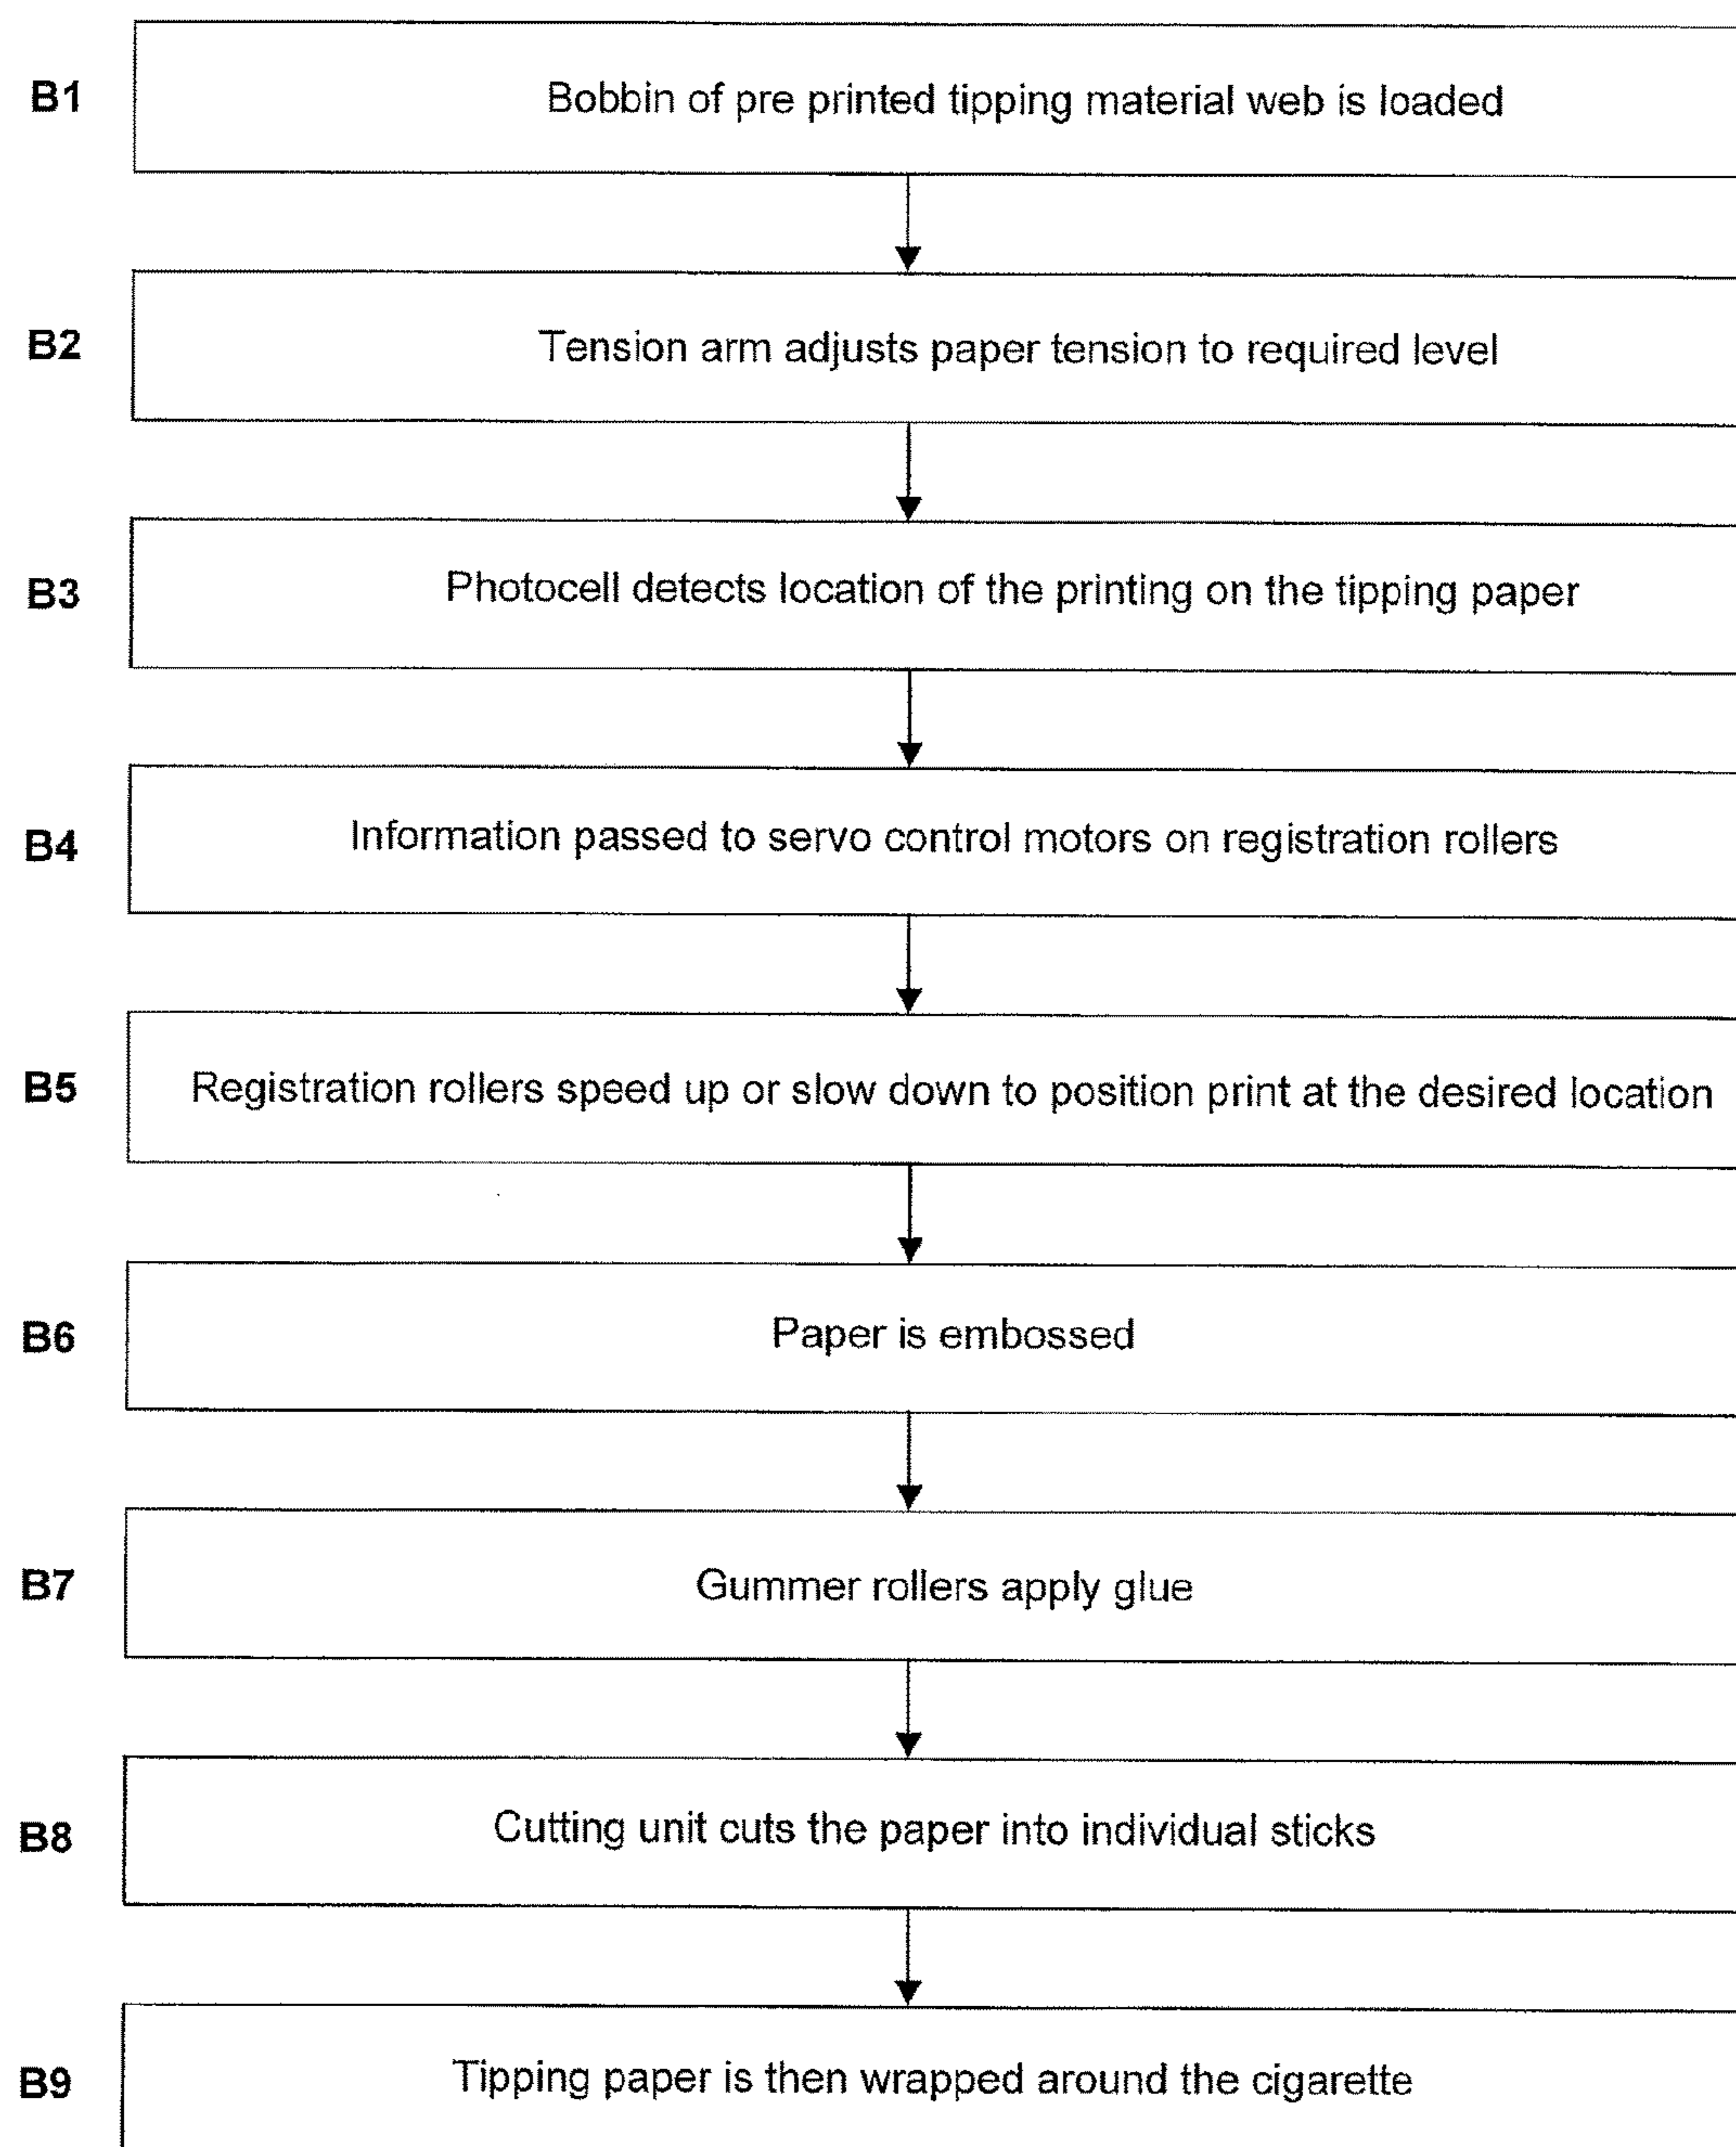 B1 Bobbin of pre printed tipping material web is loaded
B2 Tension arm adjusts paper tension to required level
B3 Photocell detects location of the printing on the tipping paper
B4 Information passed to servo control motors on registration rollers
B5 Registration rollers speed up or slow down to position print at the desired location
B6 Paper is embossed
B7 Gummer rollers apply glue
B8 Cutting unit cuts the paper into individual sticks
B9 Tipping paper is then wrapped around the cigarette